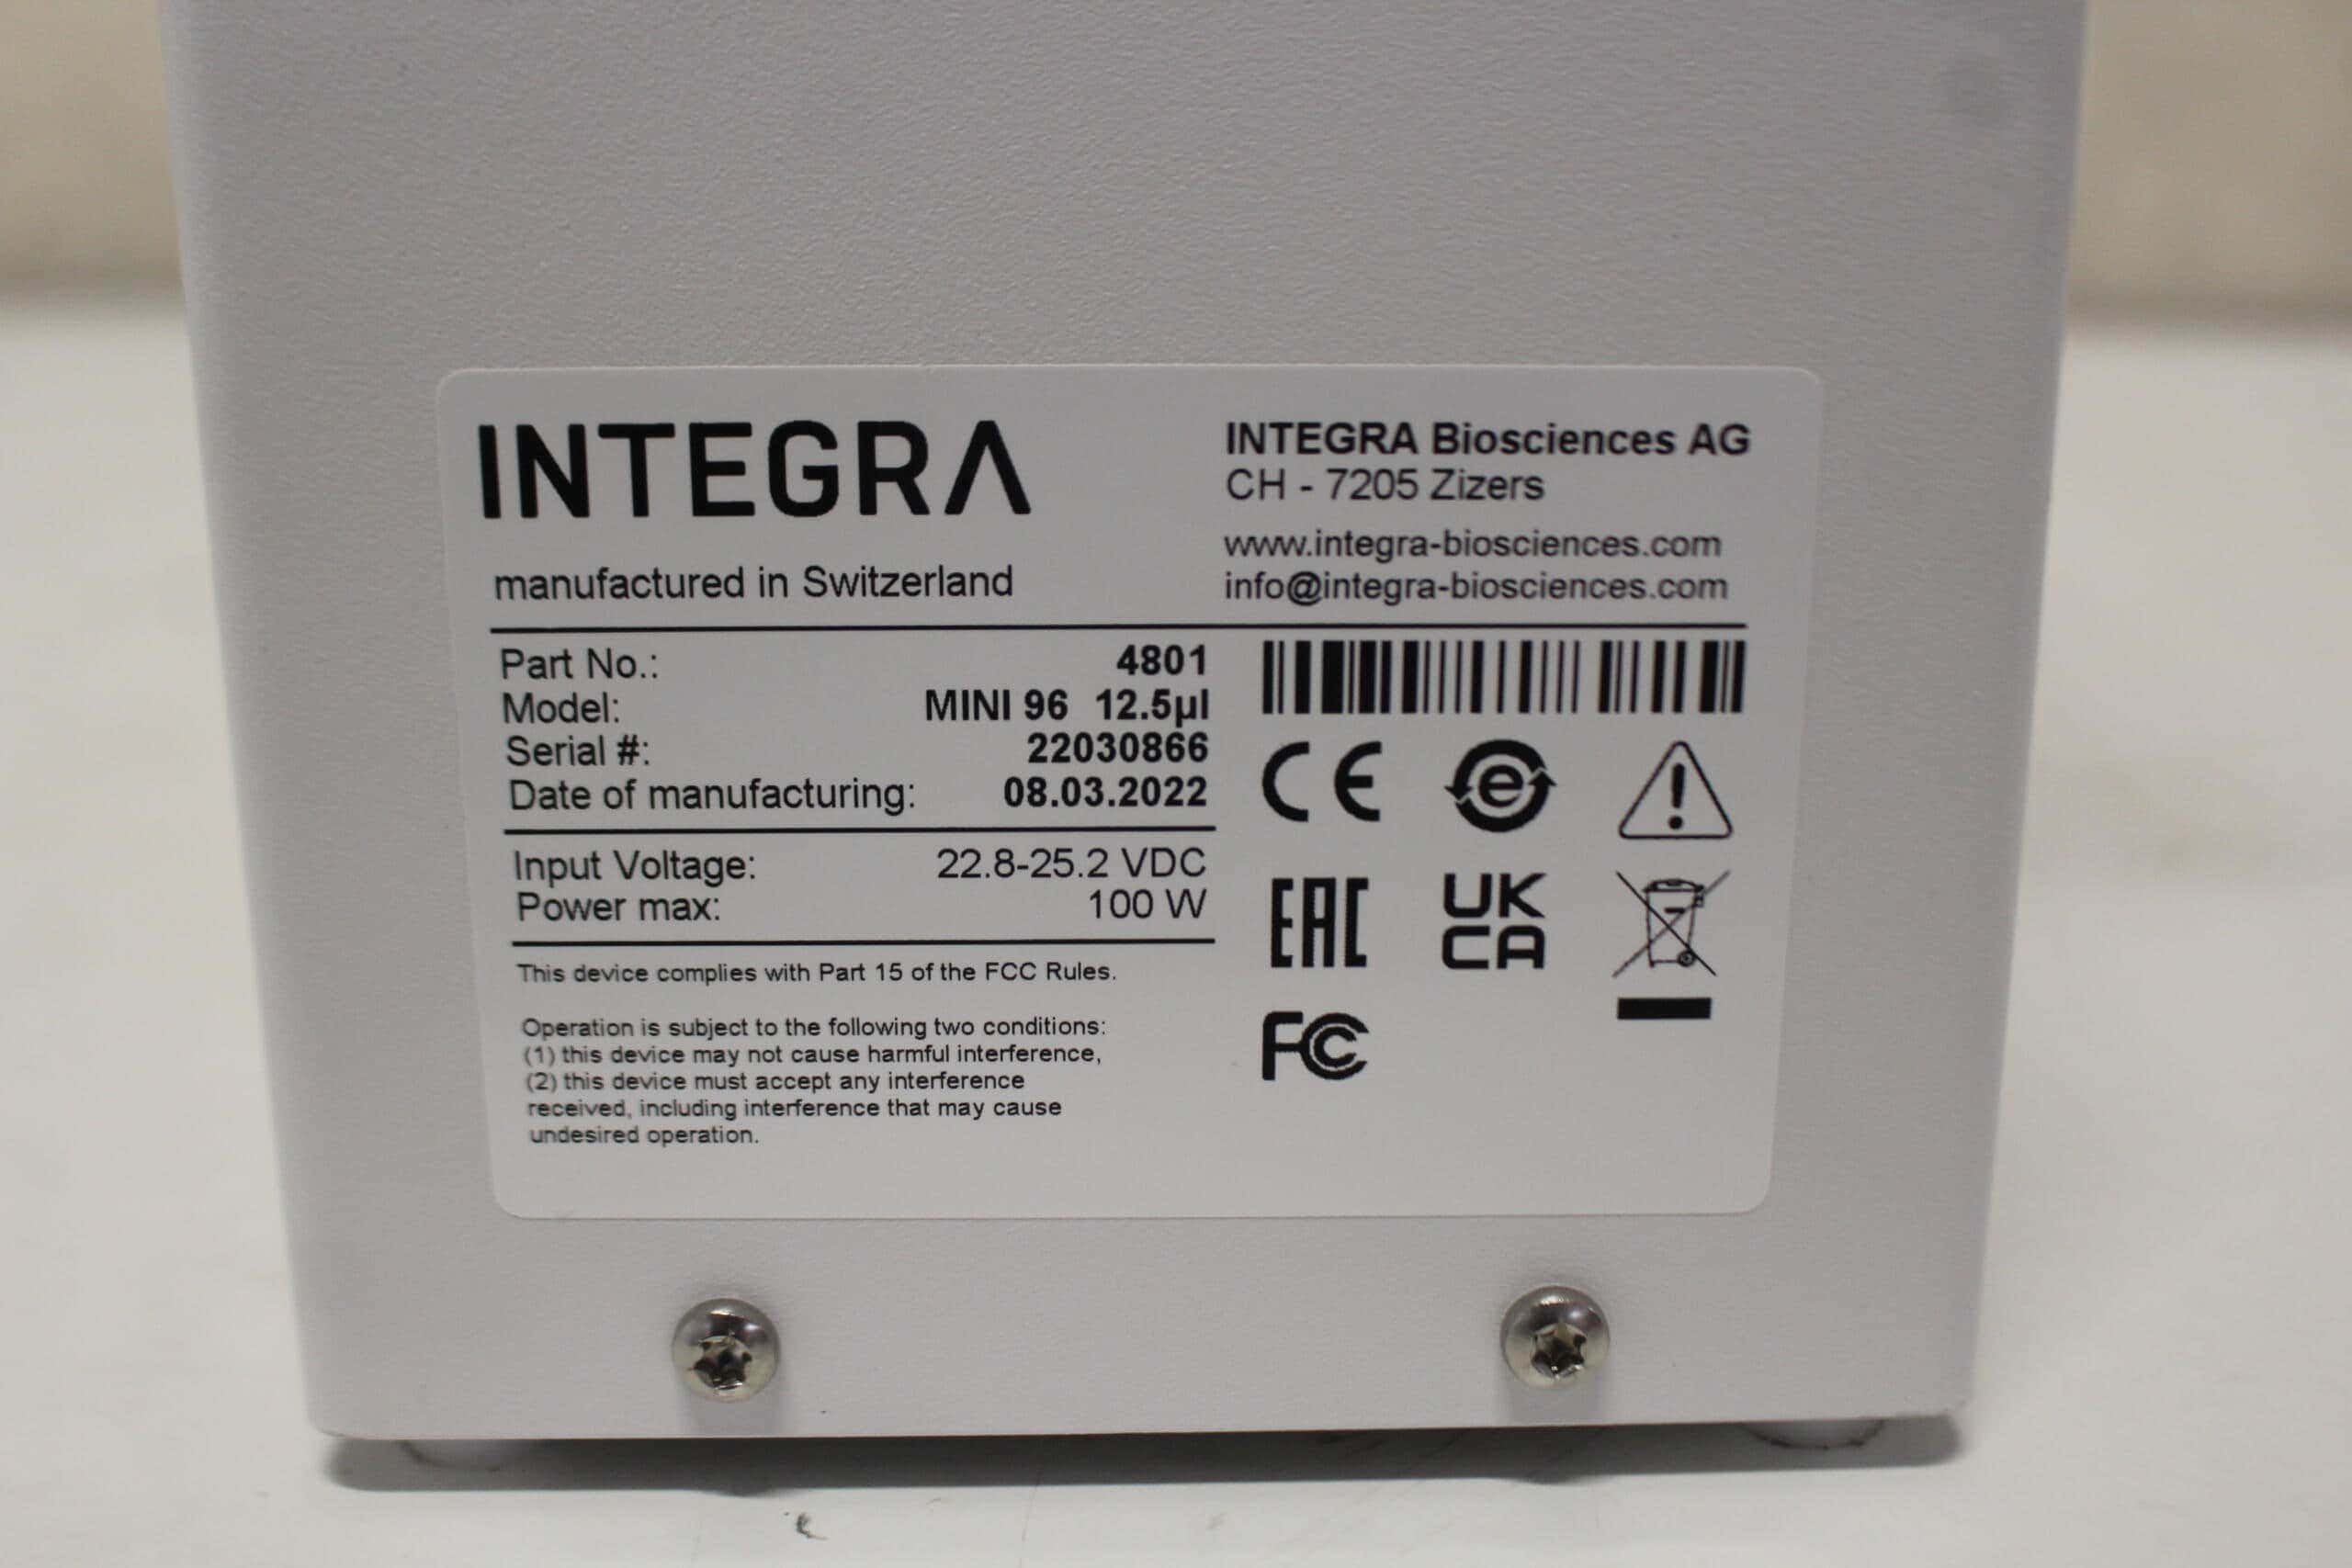 INTEGRA
manufactured in Switzerland
INTEGRA Biosciences AG
CH - 7205 Zizers
www.integra-biosciences.com
info@integra-biosciences.com
Part No.: 4801
Model: MINI 96 12.5µl
Serial #: 22030866
Date of manufacturing: 08.03.2022
Input Voltage: 22.8-25.2 VDC
Power max: 100 W
This device complies with Part 15 of the FCC Rules.
Operation is subject to the following two conditions:
(1) this device may not cause harmful interference,
(2) this device must accept any interference
received, including interference that may cause
undesired operation.
CE
e
EAC
UK
CA
FC